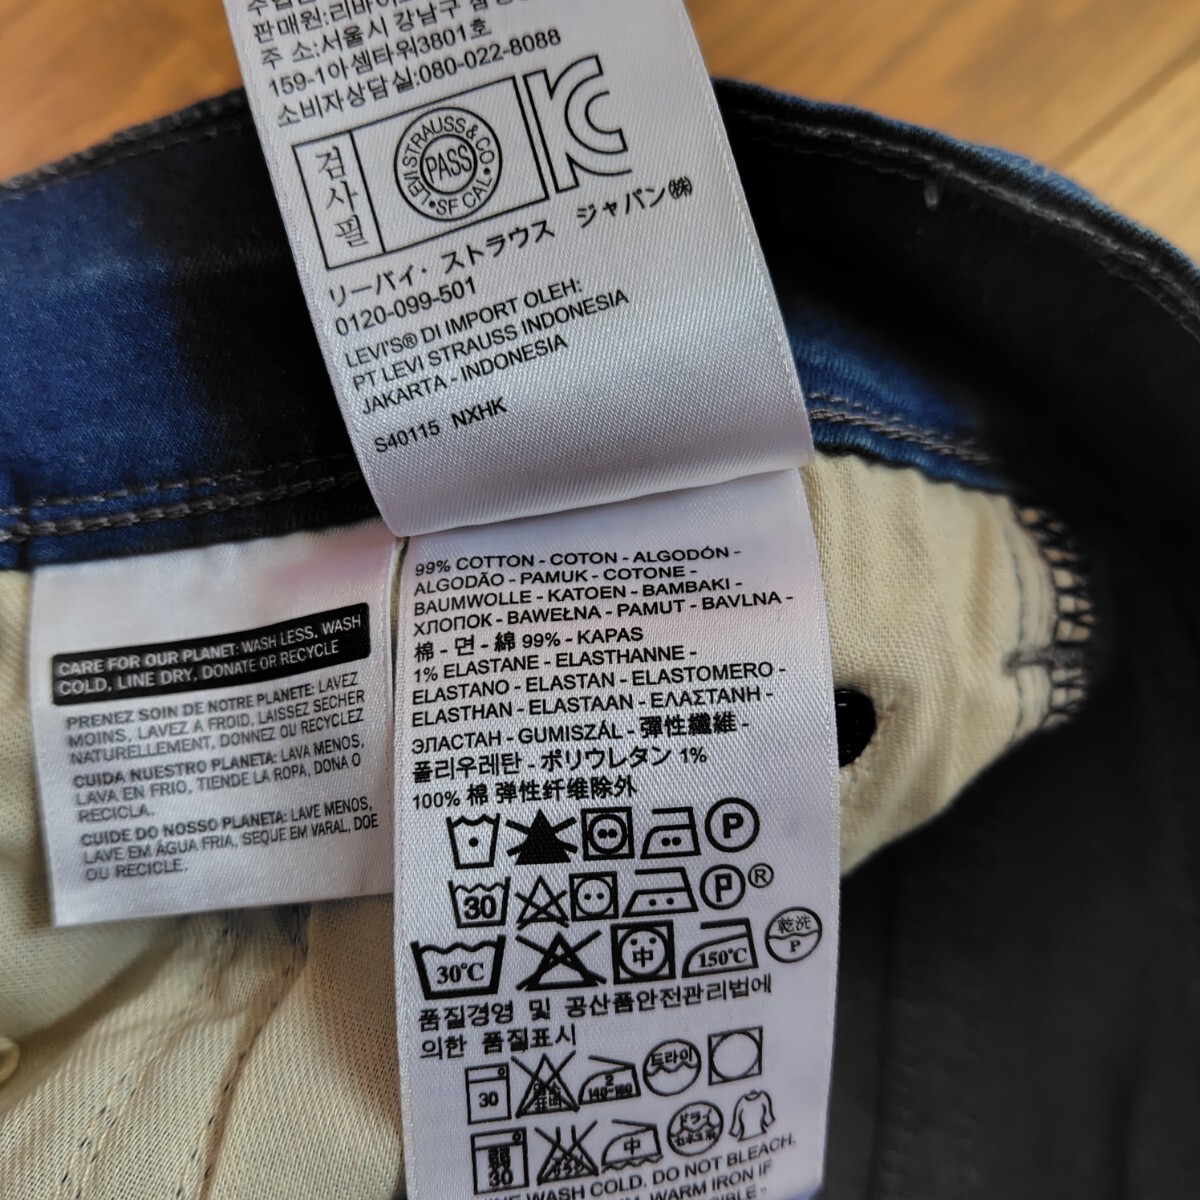 판매원:리바이
주 소:서울시 강남구
159-1아셈타워3801호
소비자상담실:080-022-8088
검사필
LEVI STRAUSS & CO
PASS
SF CAL
リーバイ・ストラウス ジャパン㈱
0120-099-501
LEVI'S® DI IMPORT OLEH:
PT LEVI STRAUSS INDONESIA
JAKARTA - INDONESIA
S40115 NXHK
CARE FOR OUR PLANET: WASH LESS, WASH
COLD, LINE DRY, DONATE OR RECYCLE
PRENEZ SOIN DE NOTRE PLANETE: LAVEZ
MOINS, LAVEZ A FROID, LAISSEZ SECHER
NATURELLEMENT, DONNEZ OU RECYCLEZ
CUIDA NUESTRO PLANETA: LAVA MENOS,
LAVA EN FRIO, TIENDE LA ROPA, DONA O
RECICLA.
CUIDE DO NOSSO PLANETA: LAVE MENOS,
LAVE EM ÁGUA FRIA, SEQUE EM VARAL, DOE
OU RECICLE.
99% COTTON - COTON - ALGODÓN -
ALGODÃO - PAMUK - COTONE -
BAUMWOLLE - KATOEN - BAMBAKI -
ХЛОПОК - BAWEŁNA - PAMUT - BAVLNA -
棉 - 면 - 綿 99% - KAPAS
1% ELASTANE - ELASTHANNE -
ELASTANO - ELASTAN - ELASTOMERO -
ELASTHAN - ELASTAAN - ΕΛΑΣΤΑΝΗ -
ЭЛАСТАН - GUMISZÁL - 彈性纖維 -
폴리우레탄 - ポリウレタン 1%
100% 棉 弹性纤维除外
P
30 P ®
30°C 中 150°C 乾洗 P
품질경영 및 공산품안전관리법에
의한 품질표시
30 2 140~160 드라이
30 中 ドライ
WASH COLD. DO NOT BLEACH.
WARM IRON IF